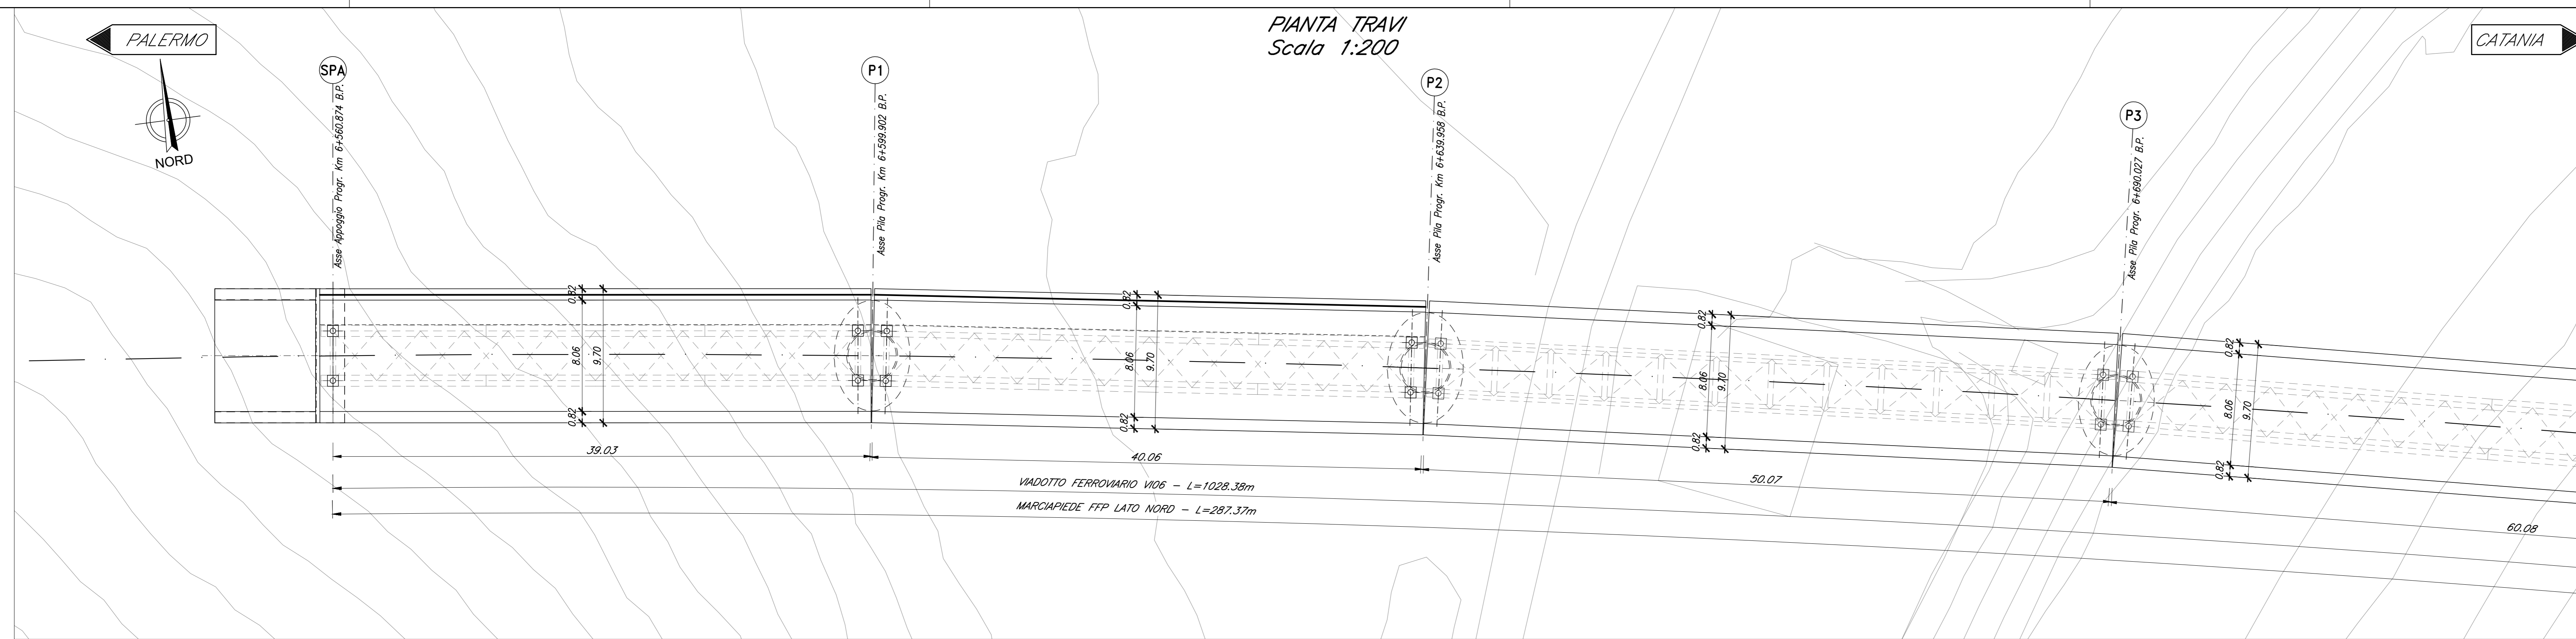 PIANTA TRAVI
Scala 1:200
PALERMO
CATANIA
NORD
SPA
P1
P2
P3
Asse Appoggio Progr. Km 6+560.874 B.P.
Asse Pila Progr. Km 6+599.902 B.P.
Asse Pila Progr. Km 6+639.958 B.P.
Asse Pila Progr. 6+690.027 B.P.
0.82
8.06
9.70
0.82
0.82
8.06
9.70
0.82
0.82
8.06
9.70
0.82
0.82
8.06
9.70
0.82
39.03
40.06
50.07
60.08
VIADOTTO FERROVIARIO VI06 - L=1028.38m
MARCIAPIEDE FFP LATO NORD - L=287.37m